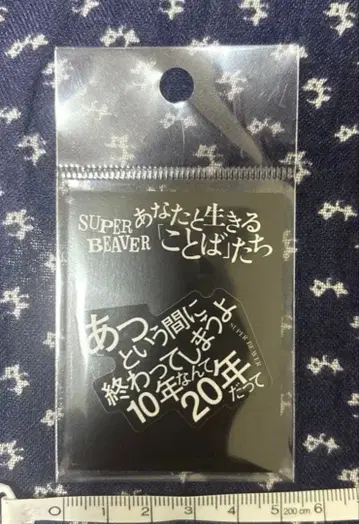 SUPER BEAVER
あなたと生きる
「ことば」たち
あっ
という間に
終わってしまうよ
10年なんて
20年だって
SUPER BEAVER
0 1 2 3 4 5 200cm 6